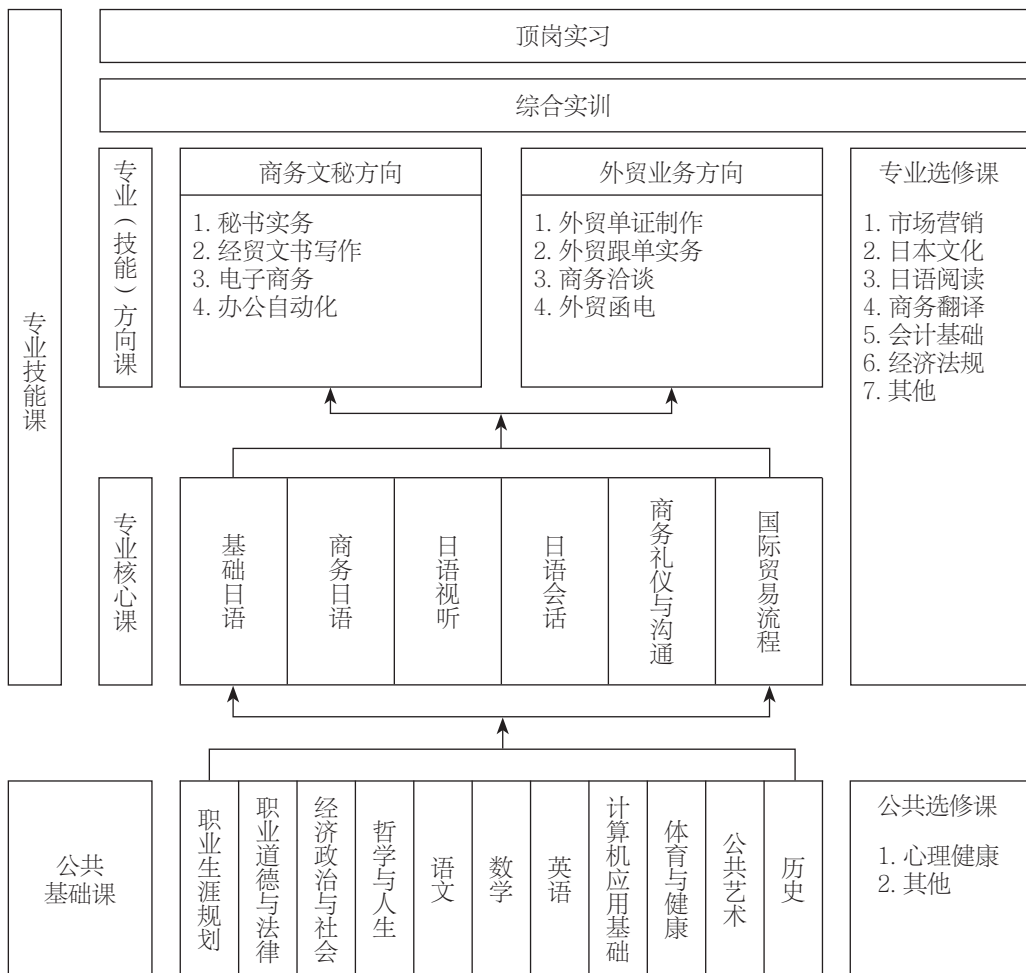 顶岗实习
综合实训
专业技能课
专业（技能）方向课
商务文秘方向
1. 秘书实务
2. 经贸文书写作
3. 电子商务
4. 办公自动化
外贸业务方向
1. 外贸单证制作
2. 外贸跟单实务
3. 商务洽谈
4. 外贸函电
专业选修课
1. 市场营销
2. 日本文化
3. 日语阅读
4. 商务翻译
5. 会计基础
6. 经济法规
7. 其他
专业核心课
基础日语
商务日语
日语视听
日语会话
商务礼仪与沟通
国际贸易流程
公共
基础课
职业生涯规划
职业道德与法律
经济政治与社会
哲学与人生
语文
数学
英语
计算机应用基础
体育与健康
公共艺术
历史
公共选修课
1. 心理健康
2. 其他